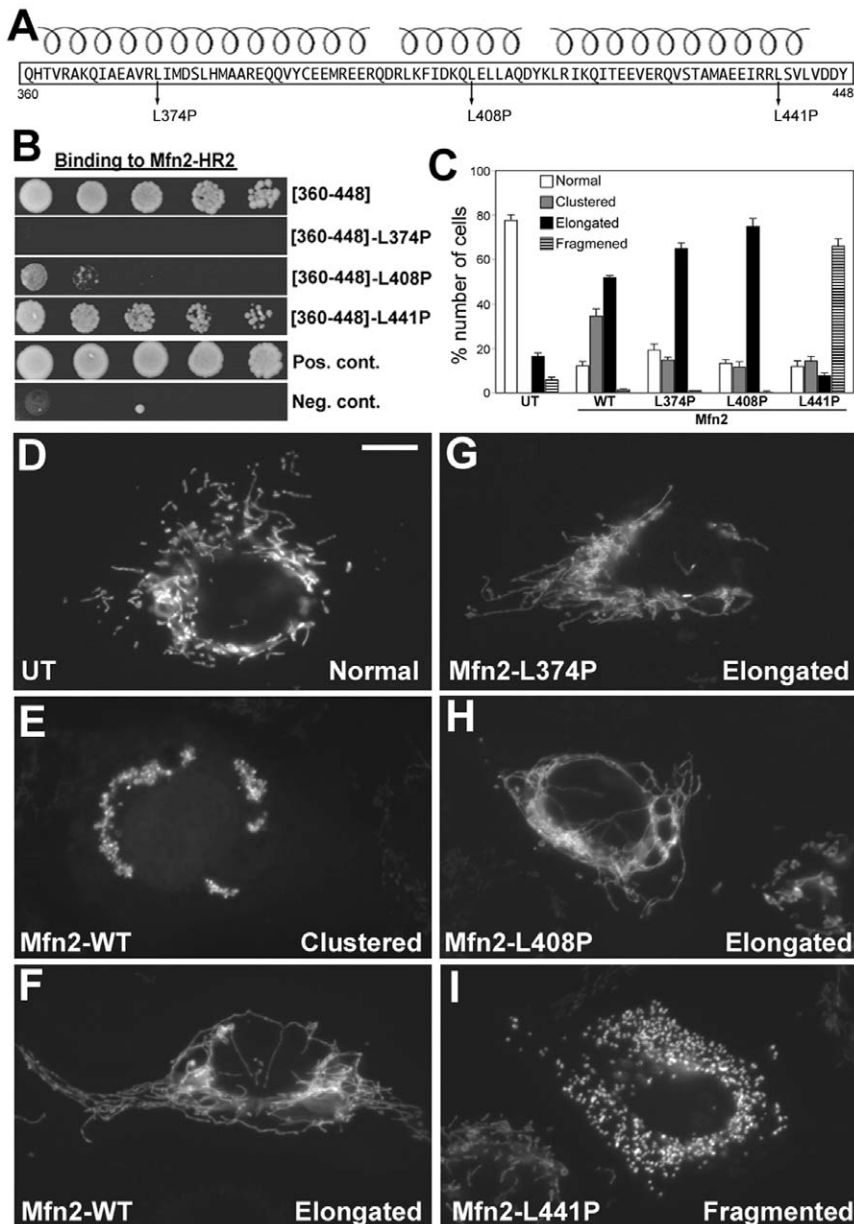 A
QHTVRAKQIAEAVRLIMDSLHMAAREQQVYCEEMREERQDRLKFIDKQLELLAQDYKLRIKQITEEVERQVSTAMAEEIRRLSVLVDDY
360
448
L374P
L408P
L441P
B
Binding to Mfn2-HR2
[360-448]
[360-448]-L374P
[360-448]-L408P
[360-448]-L441P
Pos. cont.
Neg. cont.
C
% number of cells
100
80
60
40
20
0
Normal
Clustered
Elongated
Fragmened
UT
WT
L374P
L408P
L441P
Mfn2
D
UT
Normal
G
Mfn2-L374P
Elongated
E
Mfn2-WT
Clustered
H
Mfn2-L408P
Elongated
F
Mfn2-WT
Elongated
I
Mfn2-L441P
Fragmented